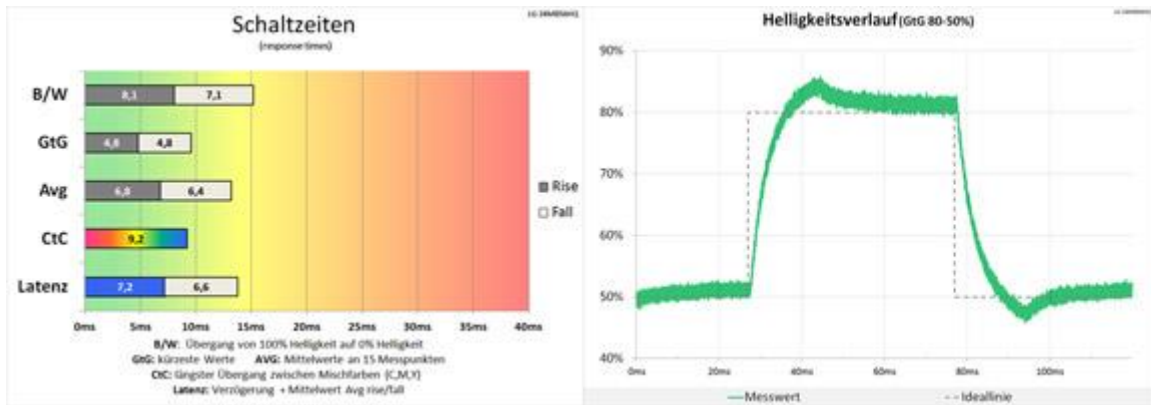 Schaltzeiten
(response times)
B/W
8,1
7,1
GtG
4,8
4,8
Avg
6,8
6,4
Rise
Fall
CtC
9,2
Latenz
7,2
6,6
0ms 5ms 10ms 15ms 20ms 25ms 30ms 35ms 40ms
B/W: Übergang von 100% Helligkeit auf 0% Helligkeit
GtG: kürzeste Werte AVG: Mittelwerte an 15 Messpunkten
CtC: gängster Übergang zwischen Mischfarben (C,M,Y)
Latenz: Verzögerung + Mittelwert Avg rise/fall
Helligkeitsverlauf (GtG 80-50%)
90%
80%
70%
60%
50%
40%
0ms 20ms 40ms 60ms 80ms 100ms
Messwert Ideallinie